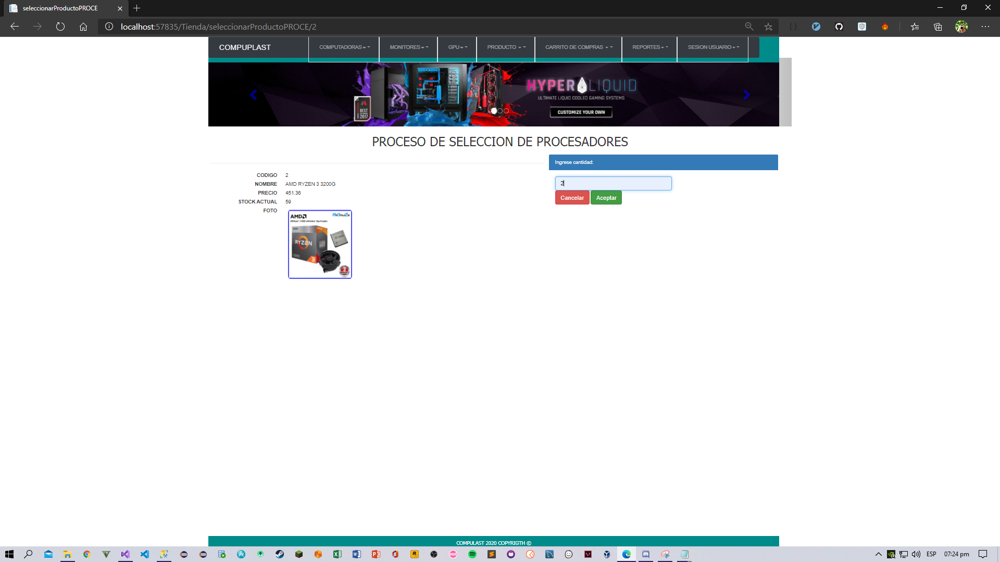 seleccionarProductoPROCE
localhost:57835/Tienda/seleccionarProductoPROCE/2
COMPUPLAST
COMPUTADORAS
MONITORES
GPU
PRODUCTO
CARRITO DE COMPRAS
REPORTES
SESION USUARIO
BEST
2017
HYPER LIQUID
ULTIMATE LIQUID COOLED GAMING SYSTEMS
CUSTOMIZE YOUR OWN
PROCESO DE SELECCION DE PROCESADORES
Ingrese cantidad:
2
Cancelar Aceptar
CODIGO 2
NOMBRE AMD RYZEN 3 3200G
PRECIO 451.36
STOCK ACTUAL 59
FOTO
AMD
RYZEN
3
3
COMPULAST 2020 COPYRIGTH ©
ESP
07:24 pm